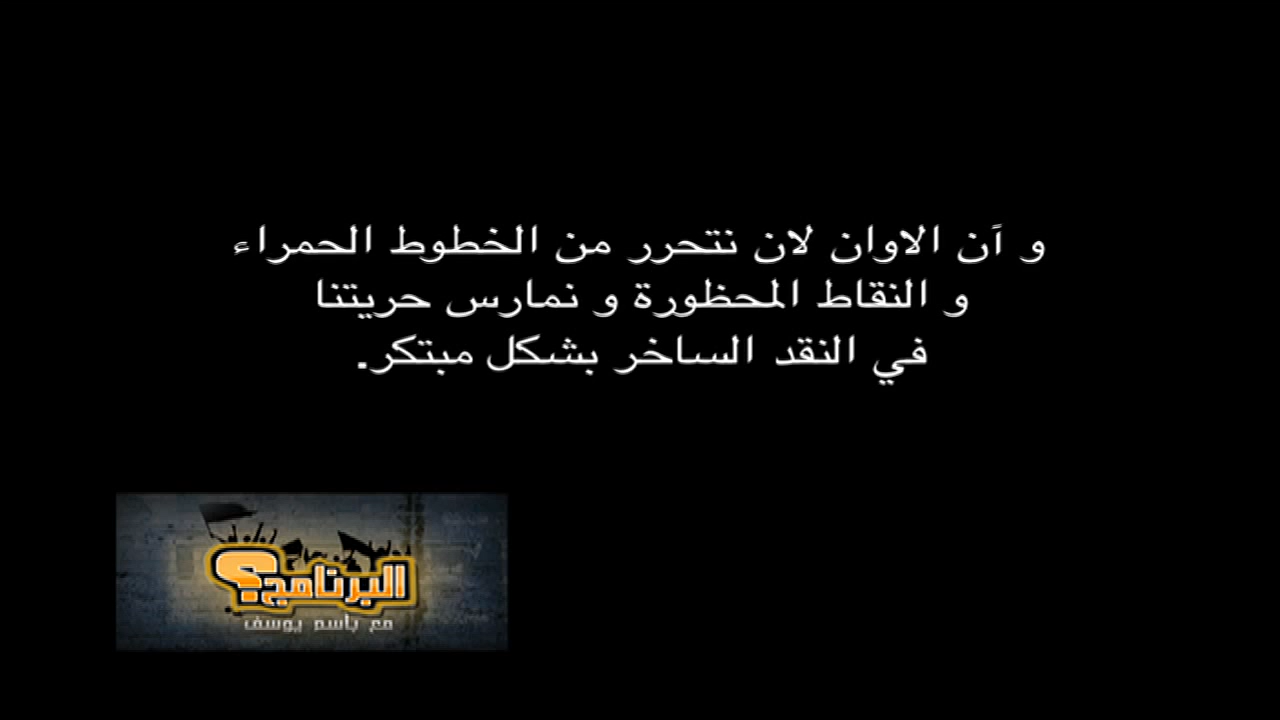 و آن الاوان لان نتحرر من الخطوط الحمراء
و النقاط المحظورة و نمارس حريتنا
في النقد الساخر بشكل مبتكر.
البرنامج؟
مع باسم يوسف